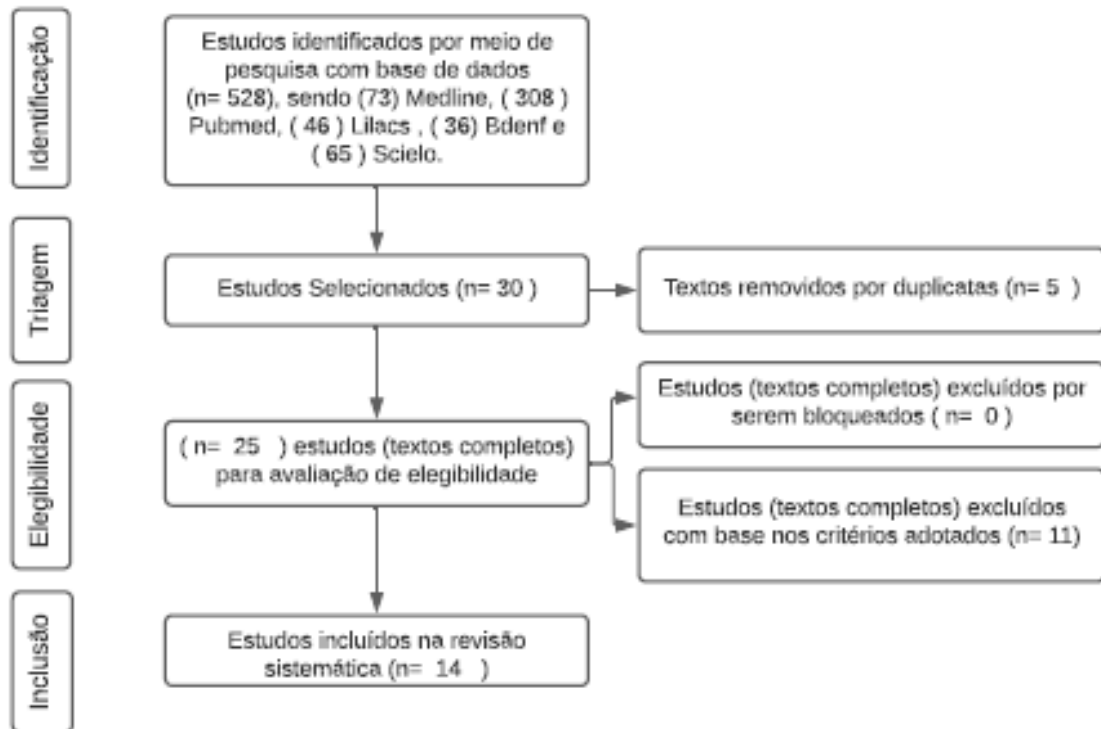 Identificação
Estudos identificados por meio de
pesquisa com base de dados
(n= 528), sendo (73) Medline, ( 308 )
Pubmed, ( 46 ) Lilacs , ( 36) Bdenf e
( 65 ) Scielo.
Triagem
Estudos Selecionados (n= 30 )
Textos removidos por duplicatas (n= 5 )
Elegibilidade
( n= 25 ) estudos (textos completos)
para avaliação de elegibilidade
Estudos (textos completos) excluídos por
serem bloqueados ( n= 0 )
Estudos (textos completos) excluídos
com base nos critérios adotados (n= 11)
Inclusão
Estudos incluídos na revisão
sistemática (n= 14 )